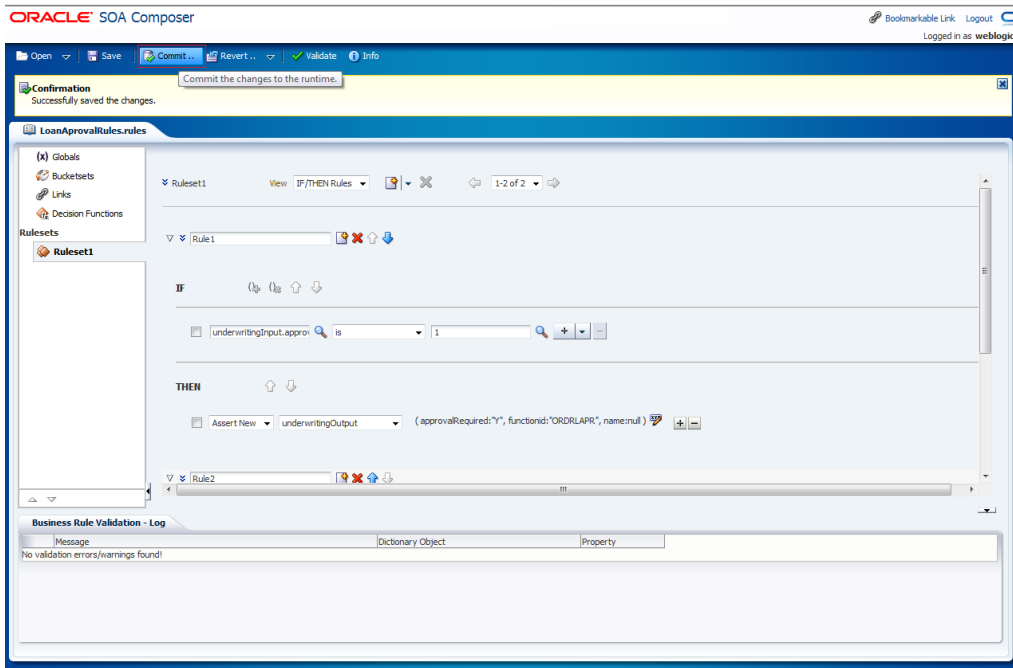 ORACLE SOA Composer
Bookmarkable Link Logout
Logged in as weblogic
Open Save Commit .. Revert .. Validate Info
Commit the changes to the runtime.
Confirmation
Successfully saved the changes.
LoanAprovalRules.rules
(x) Globals
Bucketsets
Links
Decision Functions
Rulesets
Ruleset1
Ruleset1 View IF/THEN Rules 1-2 of 2
Rule1
IF
underwritingInput.approv is 1
THEN
Assert New underwritingOutput ( approvalRequired:"Y", functionid:"ORDRLAPR", name:null )
Rule2
Business Rule Validation - Log
Message Dictionary Object Property
No validation errors/warnings found!